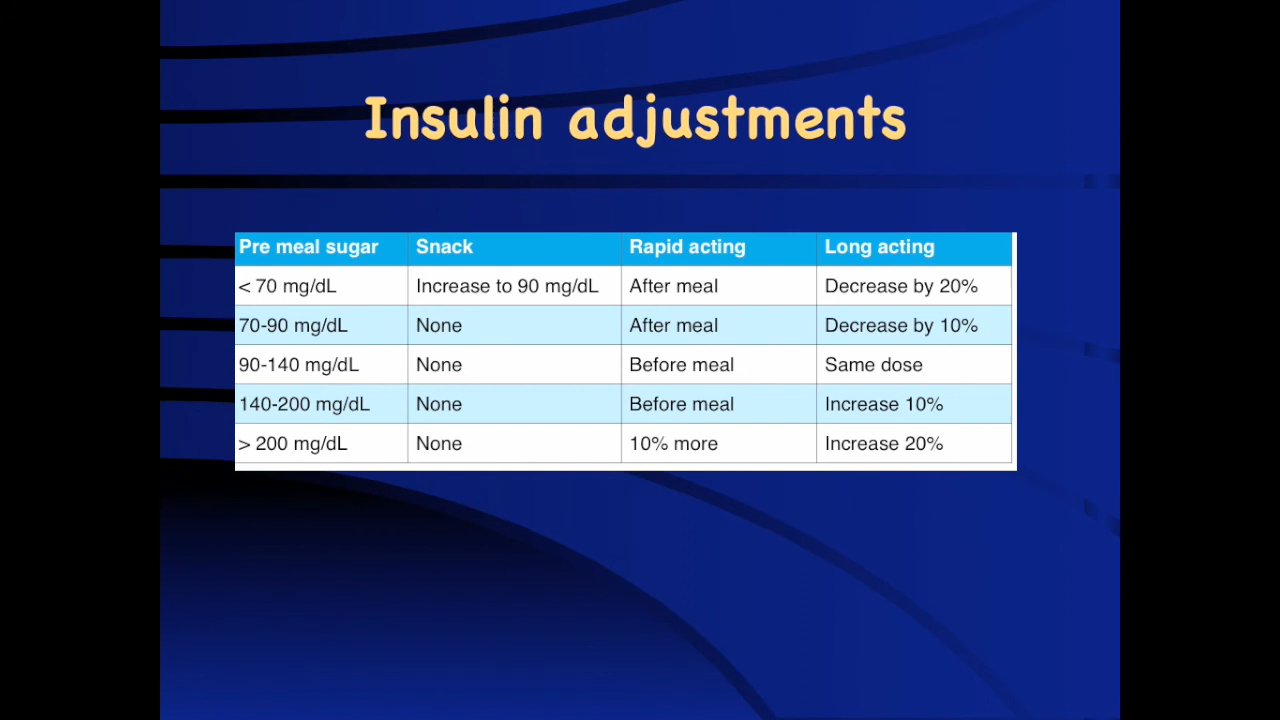 Insulin adjustments
Pre meal sugar Snack Rapid acting Long acting
< 70 mg/dL Increase to 90 mg/dL After meal Decrease by 20%
70-90 mg/dL None After meal Decrease by 10%
90-140 mg/dL None Before meal Same dose
140-200 mg/dL None Before meal Increase 10%
> 200 mg/dL None 10% more Increase 20%